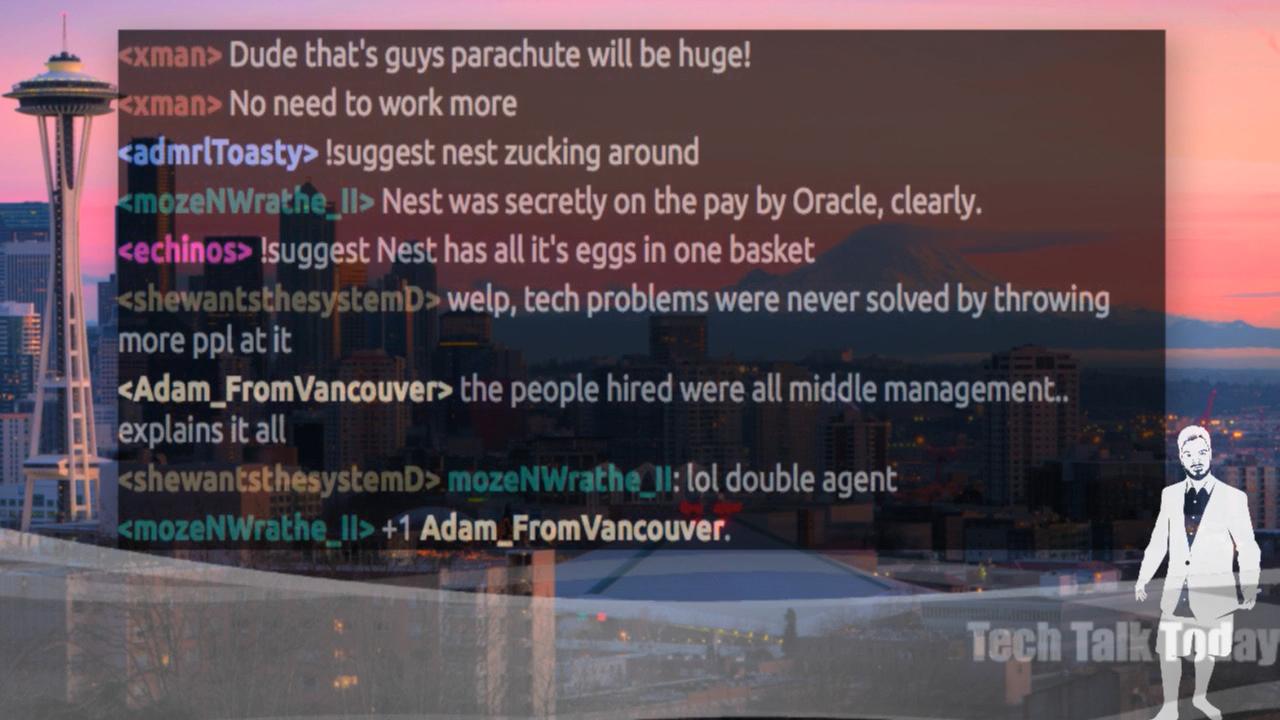 <xman> Dude that's guys parachute will be huge!
<xman> No need to work more
<admrlToasty> !suggest nest zucking around
<mozeNWrathe_II> Nest was secretly on the pay by Oracle, clearly.
<echinos> !suggest Nest has all it's eggs in one basket
<shewantsthesystemD> welp, tech problems were never solved by throwing
more ppl at it
<Adam_FromVancouver> the people hired were all middle management..
explains it all
<shewantsthesystemD> mozeNWrathe_II: lol double agent
<mozeNWrathe_II> +1 Adam_FromVancouver.
Tech Talk Today